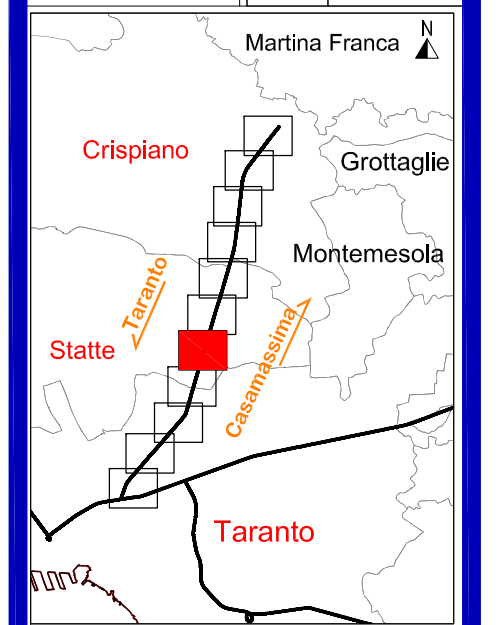 N
Martina Franca
Crispiano
Grottaglie
Montemesola
Taranto
Casamassima
Statte
Taranto